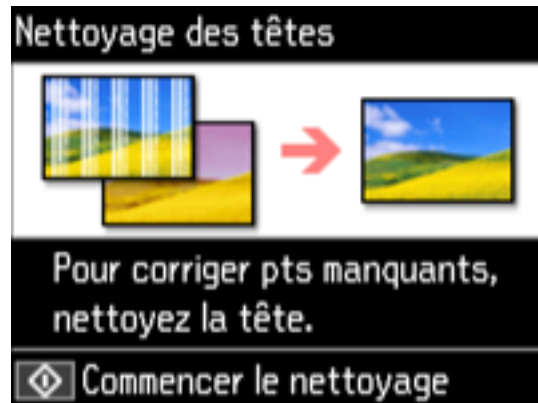 Nettoyage des têtes
Pour corriger pts manquants,
nettoyez la tête.
Commencer le nettoyage